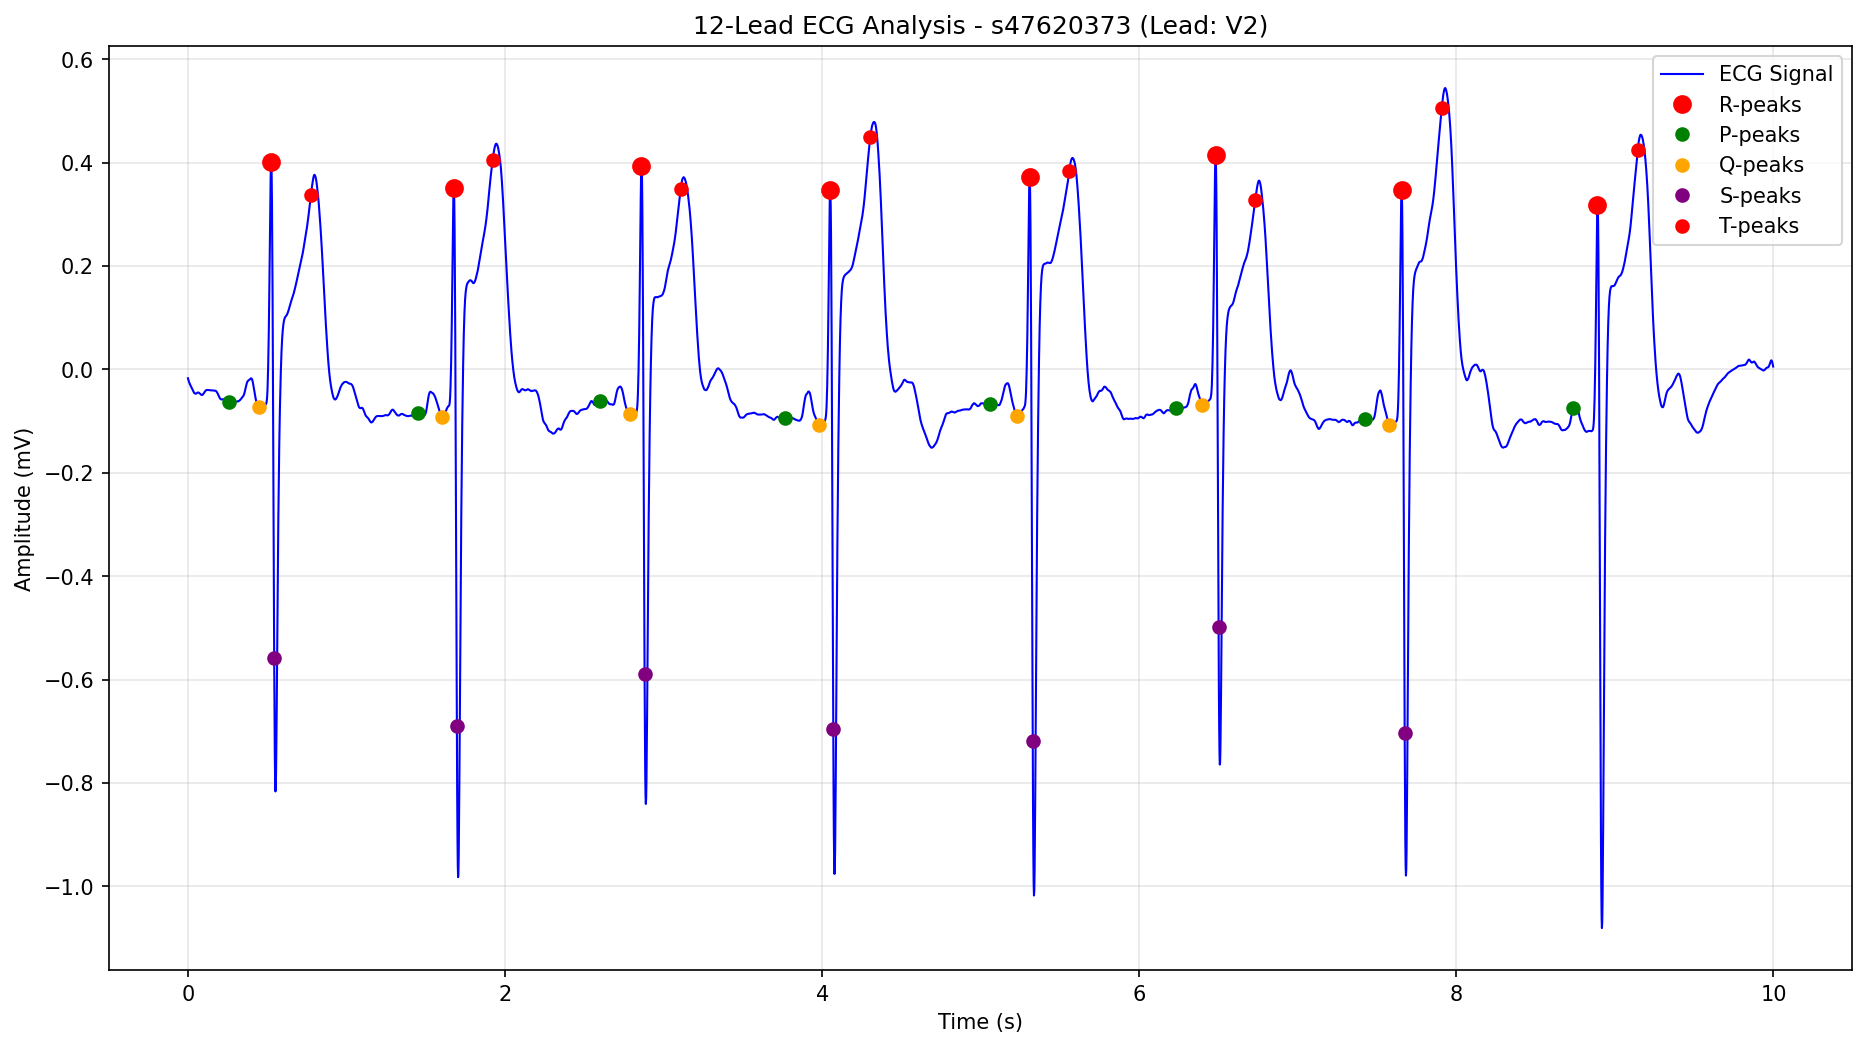 12-Lead ECG Analysis - s47620373 (Lead: V2)
ECG Signal
R-peaks
P-peaks
Q-peaks
S-peaks
T-peaks
Amplitude (mV)
0.6
0.4
0.2
0.0
−0.2
−0.4
−0.6
−0.8
−1.0
0
2
4
6
8
10
Time (s)